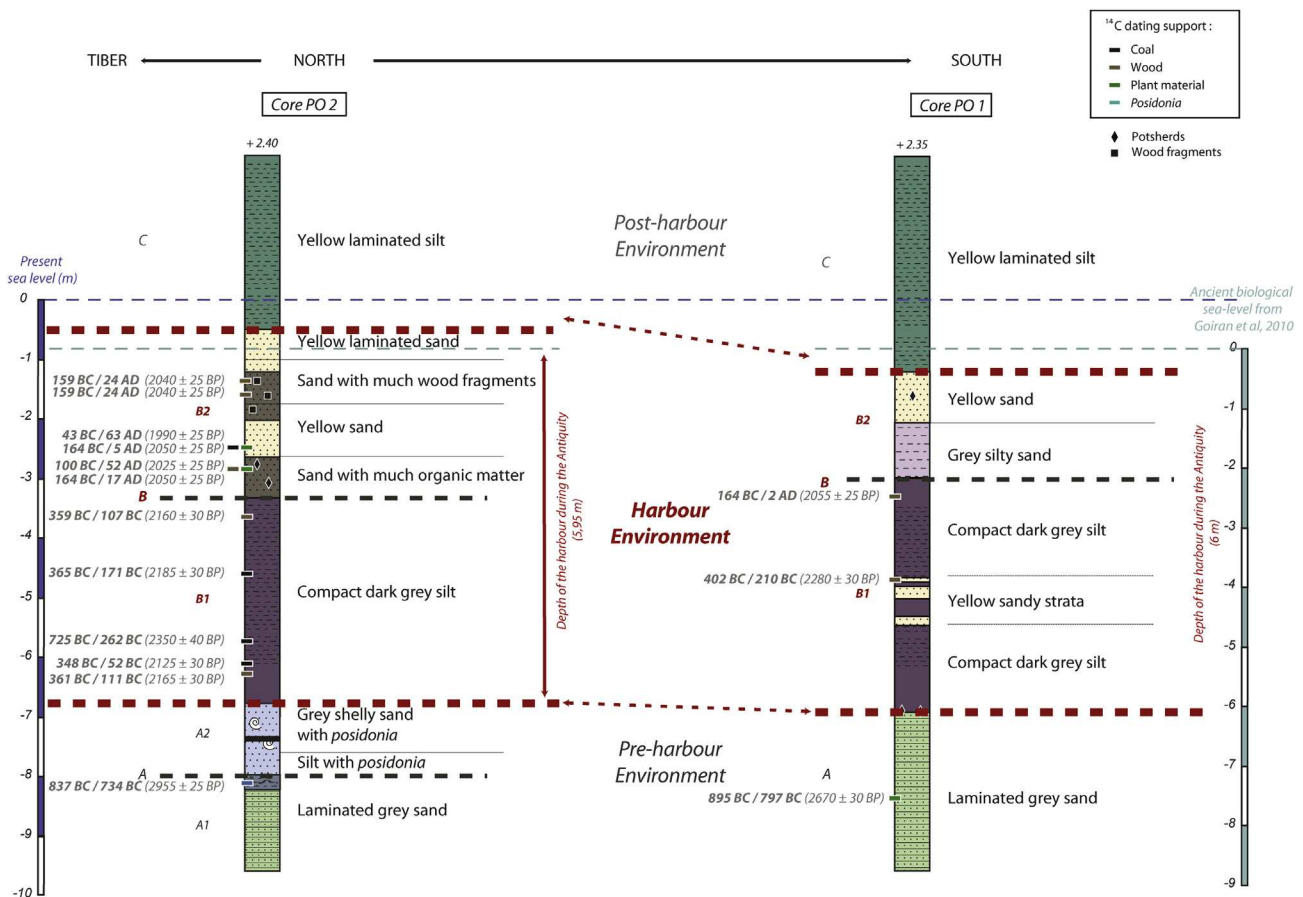 14C dating support :
Coal
Wood
Plant material
Posidonia
Potsherds
Wood fragments
TIBER
NORTH
SOUTH
Core PO 2
Core PO 1
+ 2.40
+ 2.35
Post-harbour
Environment
C
Yellow laminated silt
C
Yellow laminated silt
Present
sea level (m)
Ancient biological
sea-level from
Goiran et al, 2010
0
-1
-2
-3
-4
-5
-6
-7
-8
-9
-10
Yellow laminated sand
159 BC / 24 AD (2040 ± 25 BP)
159 BC / 24 AD (2040 ± 25 BP)
Sand with much wood fragments
B2
43 BC / 63 AD (1990 ± 25 BP)
164 BC / 5 AD (2050 ± 25 BP)
Yellow sand
100 BC / 52 AD (2025 ± 25 BP)
164 BC / 17 AD (2050 ± 25 BP)
Sand with much organic matter
B
359 BC / 107 BC (2160 ± 30 BP)
365 BC / 171 BC (2185 ± 30 BP)
B1
Compact dark grey silt
725 BC / 262 BC (2350 ± 40 BP)
348 BC / 52 BC (2125 ± 30 BP)
361 BC / 111 BC (2165 ± 30 BP)
A2
Grey shelly sand
with posidonia
Silt with posidonia
A
837 BC / 734 BC (2955 ± 25 BP)
A1
Laminated grey sand
Depth of the harbour during the Antiquity
(5,95 m)
Harbour
Environment
Pre-harbour
Environment
B2
Yellow sand
Grey silty sand
B
164 BC / 2 AD (2055 ± 25 BP)
Compact dark grey silt
402 BC / 210 BC (2280 ± 30 BP)
B1
Yellow sandy strata
Compact dark grey silt
A
895 BC / 797 BC (2670 ± 30 BP)
Laminated grey sand
Depth of the harbour during the Antiquity
(6 m)
0
-1
-2
-3
-4
-5
-6
-7
-8
-9